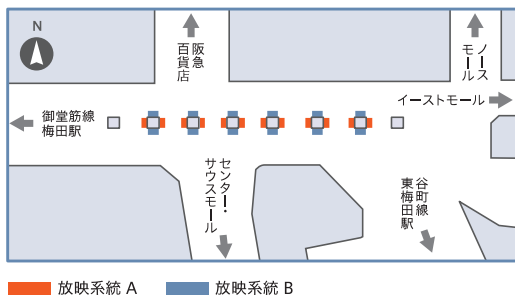 N
阪急
百貨店
ノース
モール
イーストモール
御堂筋線
梅田駅
センター・
サウスモール
谷町線
東梅田駅
放映系統 A
放映系統 B